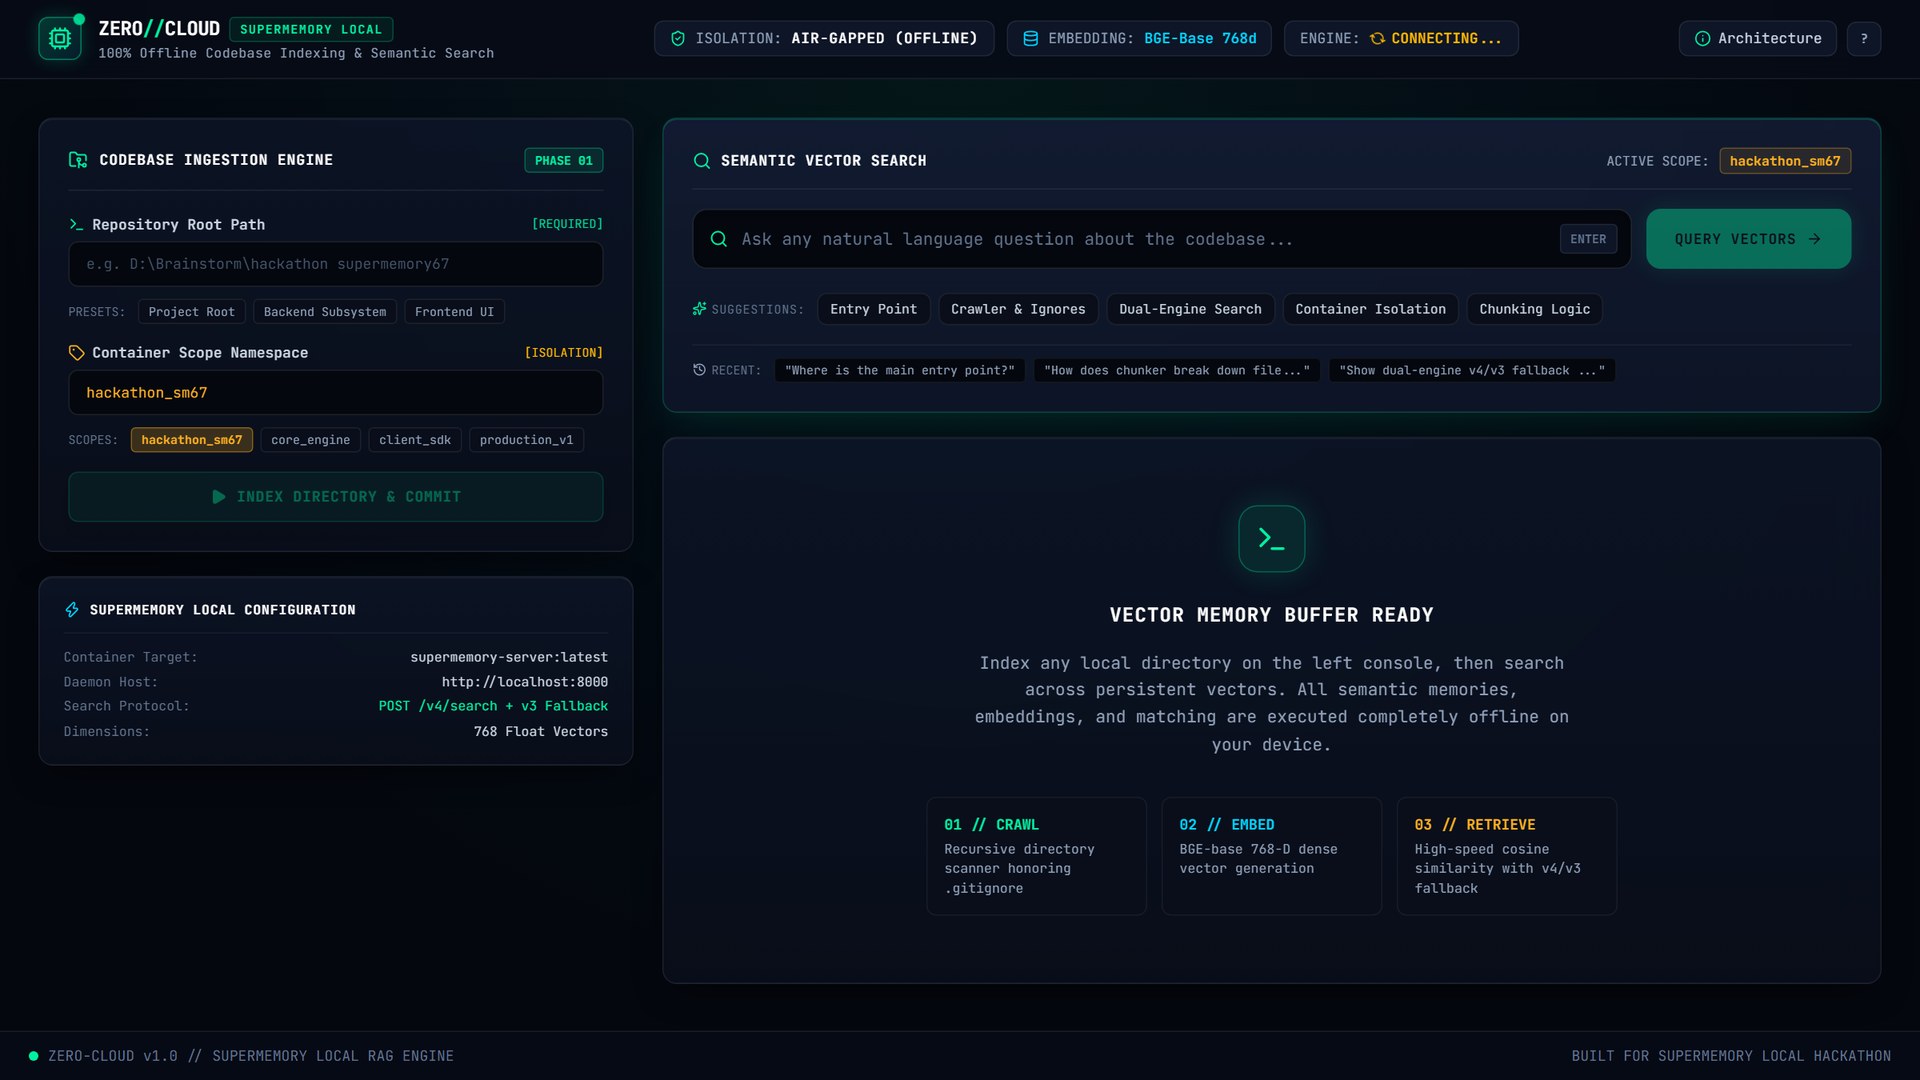 ZERO//CLOUD SUPERMEMORY LOCAL
100% Offline Codebase Indexing & Semantic Search
ISOLATION: AIR-GAPPED (OFFLINE)
EMBEDDING: BGE-Base 768d
ENGINE: CONNECTING...
Architecture
?
CODEBASE INGESTION ENGINE
PHASE 01
Repository Root Path
[REQUIRED]
e.g. D:\Brainstorm\hackathon supermemory67
PRESETS: Project Root Backend Subsystem Frontend UI
Container Scope Namespace
[ISOLATION]
hackathon_sm67
SCOPES: hackathon_sm67 core_engine client_sdk production_v1
INDEX DIRECTORY & COMMIT
SUPERMEMORY LOCAL CONFIGURATION
Container Target: supermemory-server:latest
Daemon Host: http://localhost:8000
Search Protocol: POST /v4/search + v3 Fallback
Dimensions: 768 Float Vectors
SEMANTIC VECTOR SEARCH
ACTIVE SCOPE: hackathon_sm67
Ask any natural language question about the codebase...
ENTER
QUERY VECTORS →
SUGGESTIONS: Entry Point Crawler & Ignores Dual-Engine Search Container Isolation Chunking Logic
RECENT: "Where is the main entry point?" "How does chunker break down file..." "Show dual-engine v4/v3 fallback ..."
VECTOR MEMORY BUFFER READY
Index any local directory on the left console, then search
across persistent vectors. All semantic memories,
embeddings, and matching are executed completely offline on
your device.
01 // CRAWL
Recursive directory
scanner honoring
.gitignore
02 // EMBED
BGE-base 768-D dense
vector generation
03 // RETRIEVE
High-speed cosine
similarity with v4/v3
fallback
ZERO-CLOUD v1.0 // SUPERMEMORY LOCAL RAG ENGINE
BUILT FOR SUPERMEMORY LOCAL HACKATHON